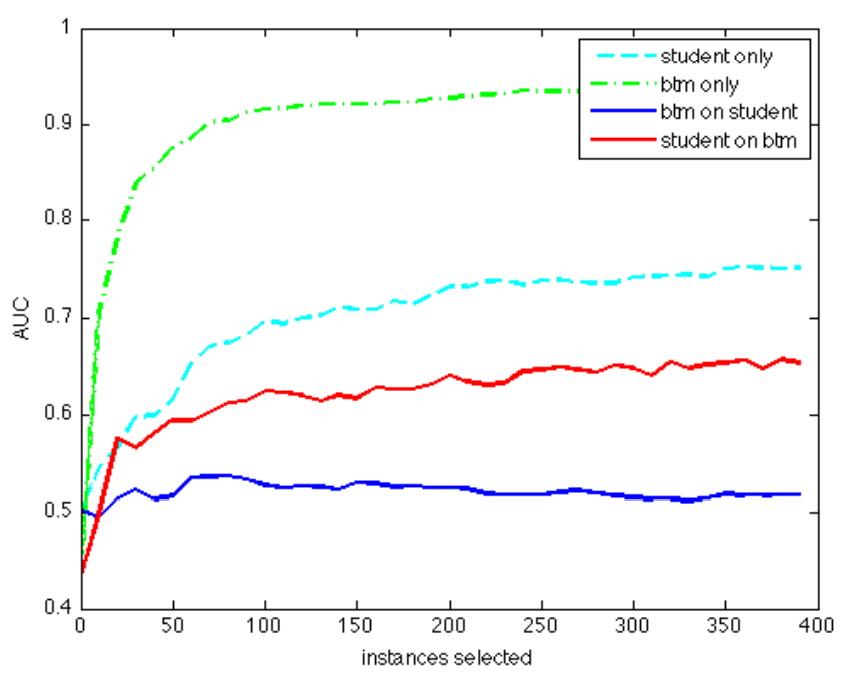 1
0.9
0.8
0.7
0.6
0.5
0.4
AUC
student only
btm only
btm on student
student on btm
0 50 100 150 200 250 300 350 400
instances selected